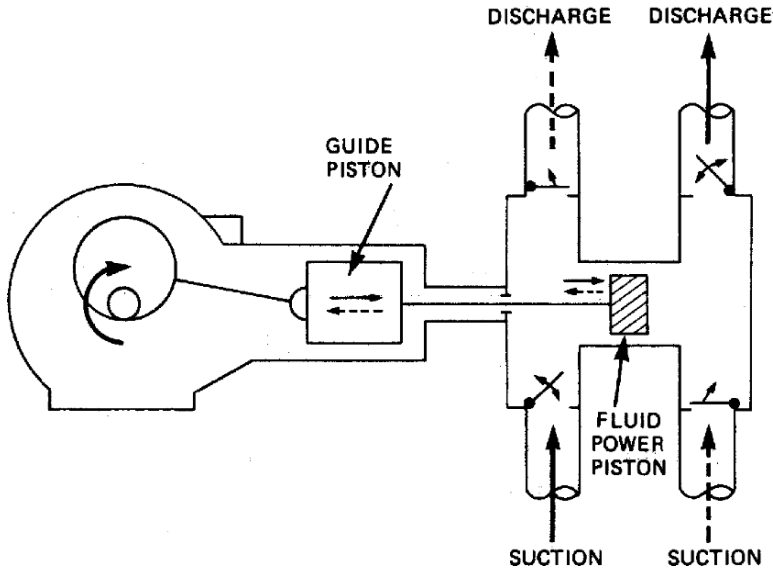 DISCHARGE
DISCHARGE
GUIDE
PISTON
FLUID
POWER
PISTON
SUCTION
SUCTION